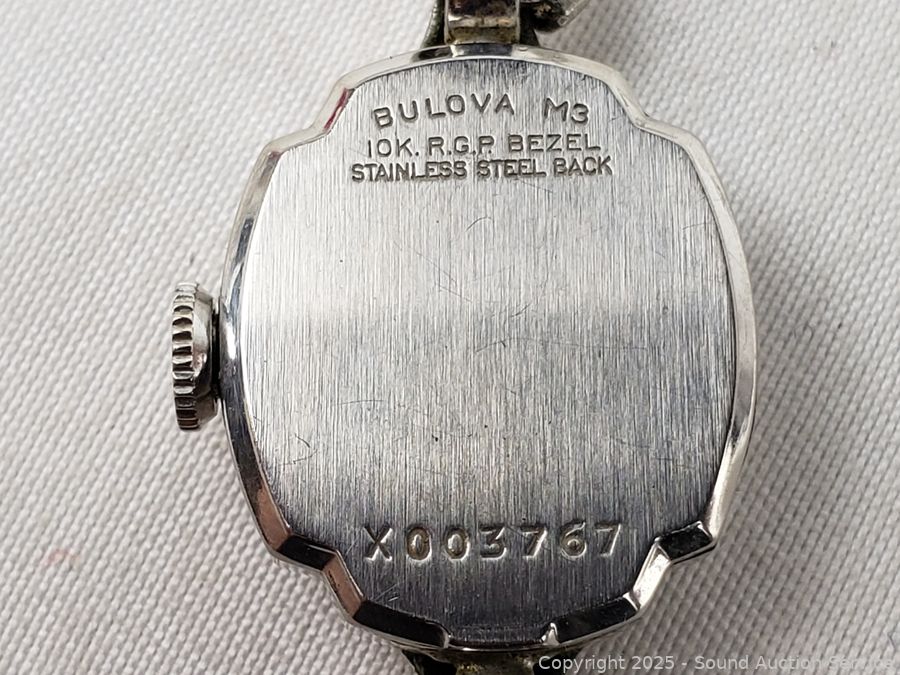 BULOVA M3
10K. R.G.P. BEZEL
STAINLESS STEEL BACK
X003767
Copyright 2025 - Sound Auction Service